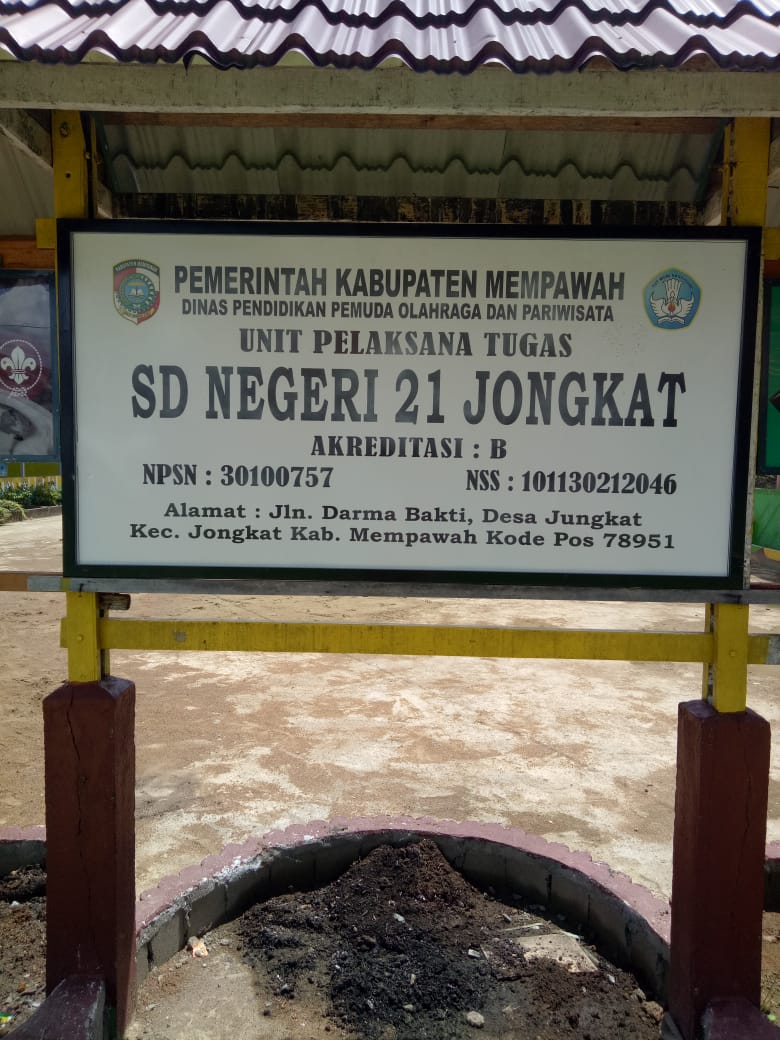 PEMERINTAH KABUPATEN MEMPAWAH
DINAS PENDIDIKAN PEMUDA OLAHRAGA DAN PARIWISATA
UNIT PELAKSANA TUGAS
SD NEGERI 21 JONGKAT
AKREDITASI : B
NPSN : 30100757 NSS : 101130212046
Alamat : Jln. Darma Bakti, Desa Jungkat
Kec. Jongkat Kab. Mempawah Kode Pos 78951